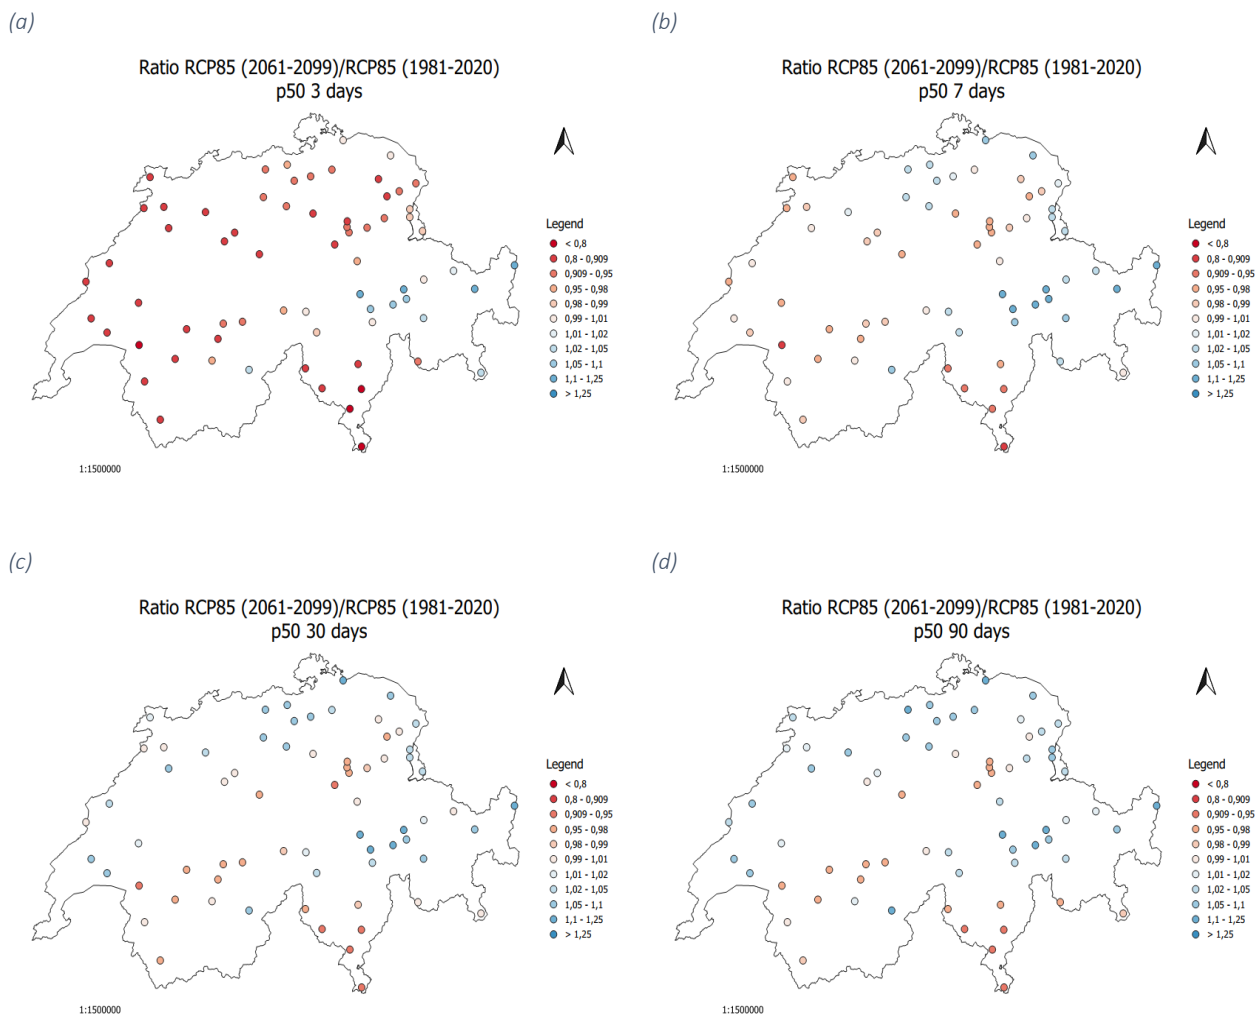 (a)
Ratio RCP85 (2061-2099)/RCP85 (1981-2020)
p50 3 days
Legend
< 0,8
0,8 - 0,909
0,909 - 0,95
0,95 - 0,98
0,98 - 0,99
0,99 - 1,01
1,01 - 1,02
1,02 - 1,05
1,05 - 1,1
1,1 - 1,25
> 1,25
1:1500000
(b)
Ratio RCP85 (2061-2099)/RCP85 (1981-2020)
p50 7 days
Legend
< 0,8
0,8 - 0,909
0,909 - 0,95
0,95 - 0,98
0,98 - 0,99
0,99 - 1,01
1,01 - 1,02
1,02 - 1,05
1,05 - 1,1
1,1 - 1,25
> 1,25
1:1500000
(c)
Ratio RCP85 (2061-2099)/RCP85 (1981-2020)
p50 30 days
Legend
< 0,8
0,8 - 0,909
0,909 - 0,95
0,95 - 0,98
0,98 - 0,99
0,99 - 1,01
1,01 - 1,02
1,02 - 1,05
1,05 - 1,1
1,1 - 1,25
> 1,25
1:1500000
(d)
Ratio RCP85 (2061-2099)/RCP85 (1981-2020)
p50 90 days
Legend
< 0,8
0,8 - 0,909
0,909 - 0,95
0,95 - 0,98
0,98 - 0,99
0,99 - 1,01
1,01 - 1,02
1,02 - 1,05
1,05 - 1,1
1,1 - 1,25
> 1,25
1:1500000